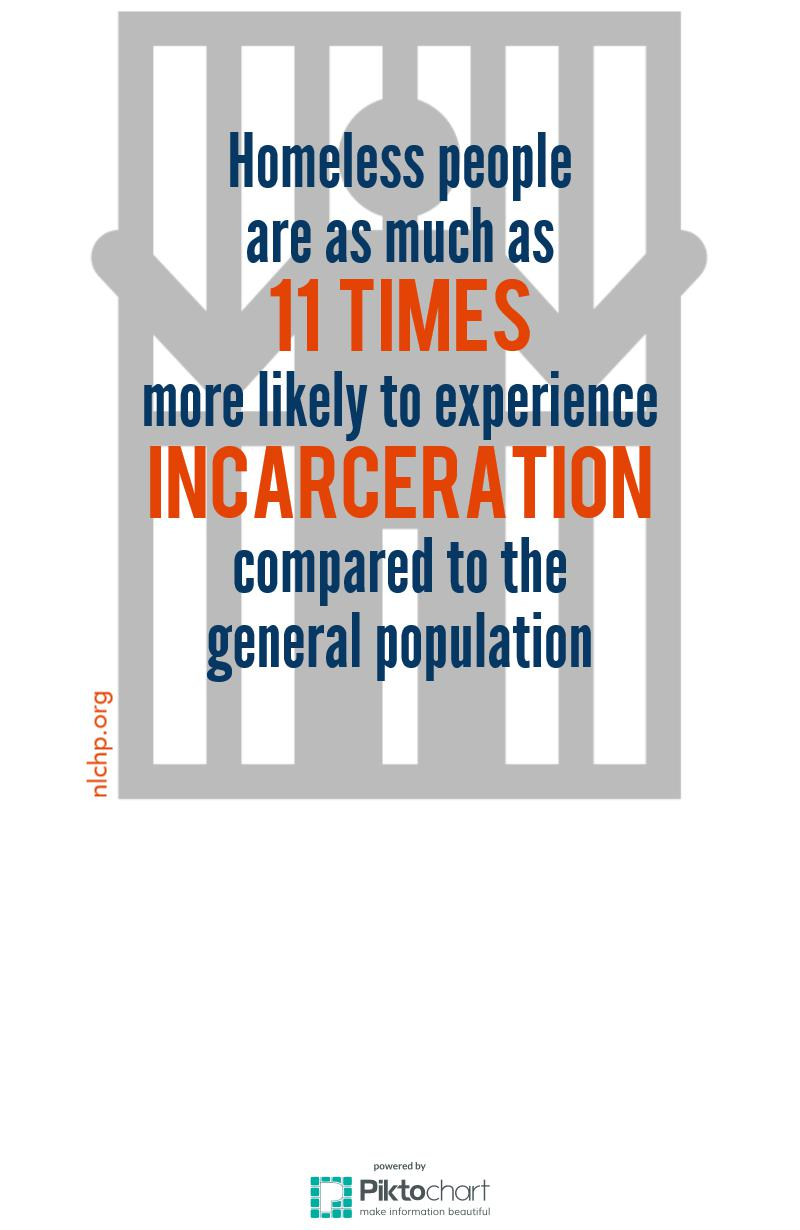 Homeless people
are as much as
11 TIMES
more likely to experience
INCARCERATION
compared to the
general population
nlchp.org
powered by
Piktochart
make information beautiful